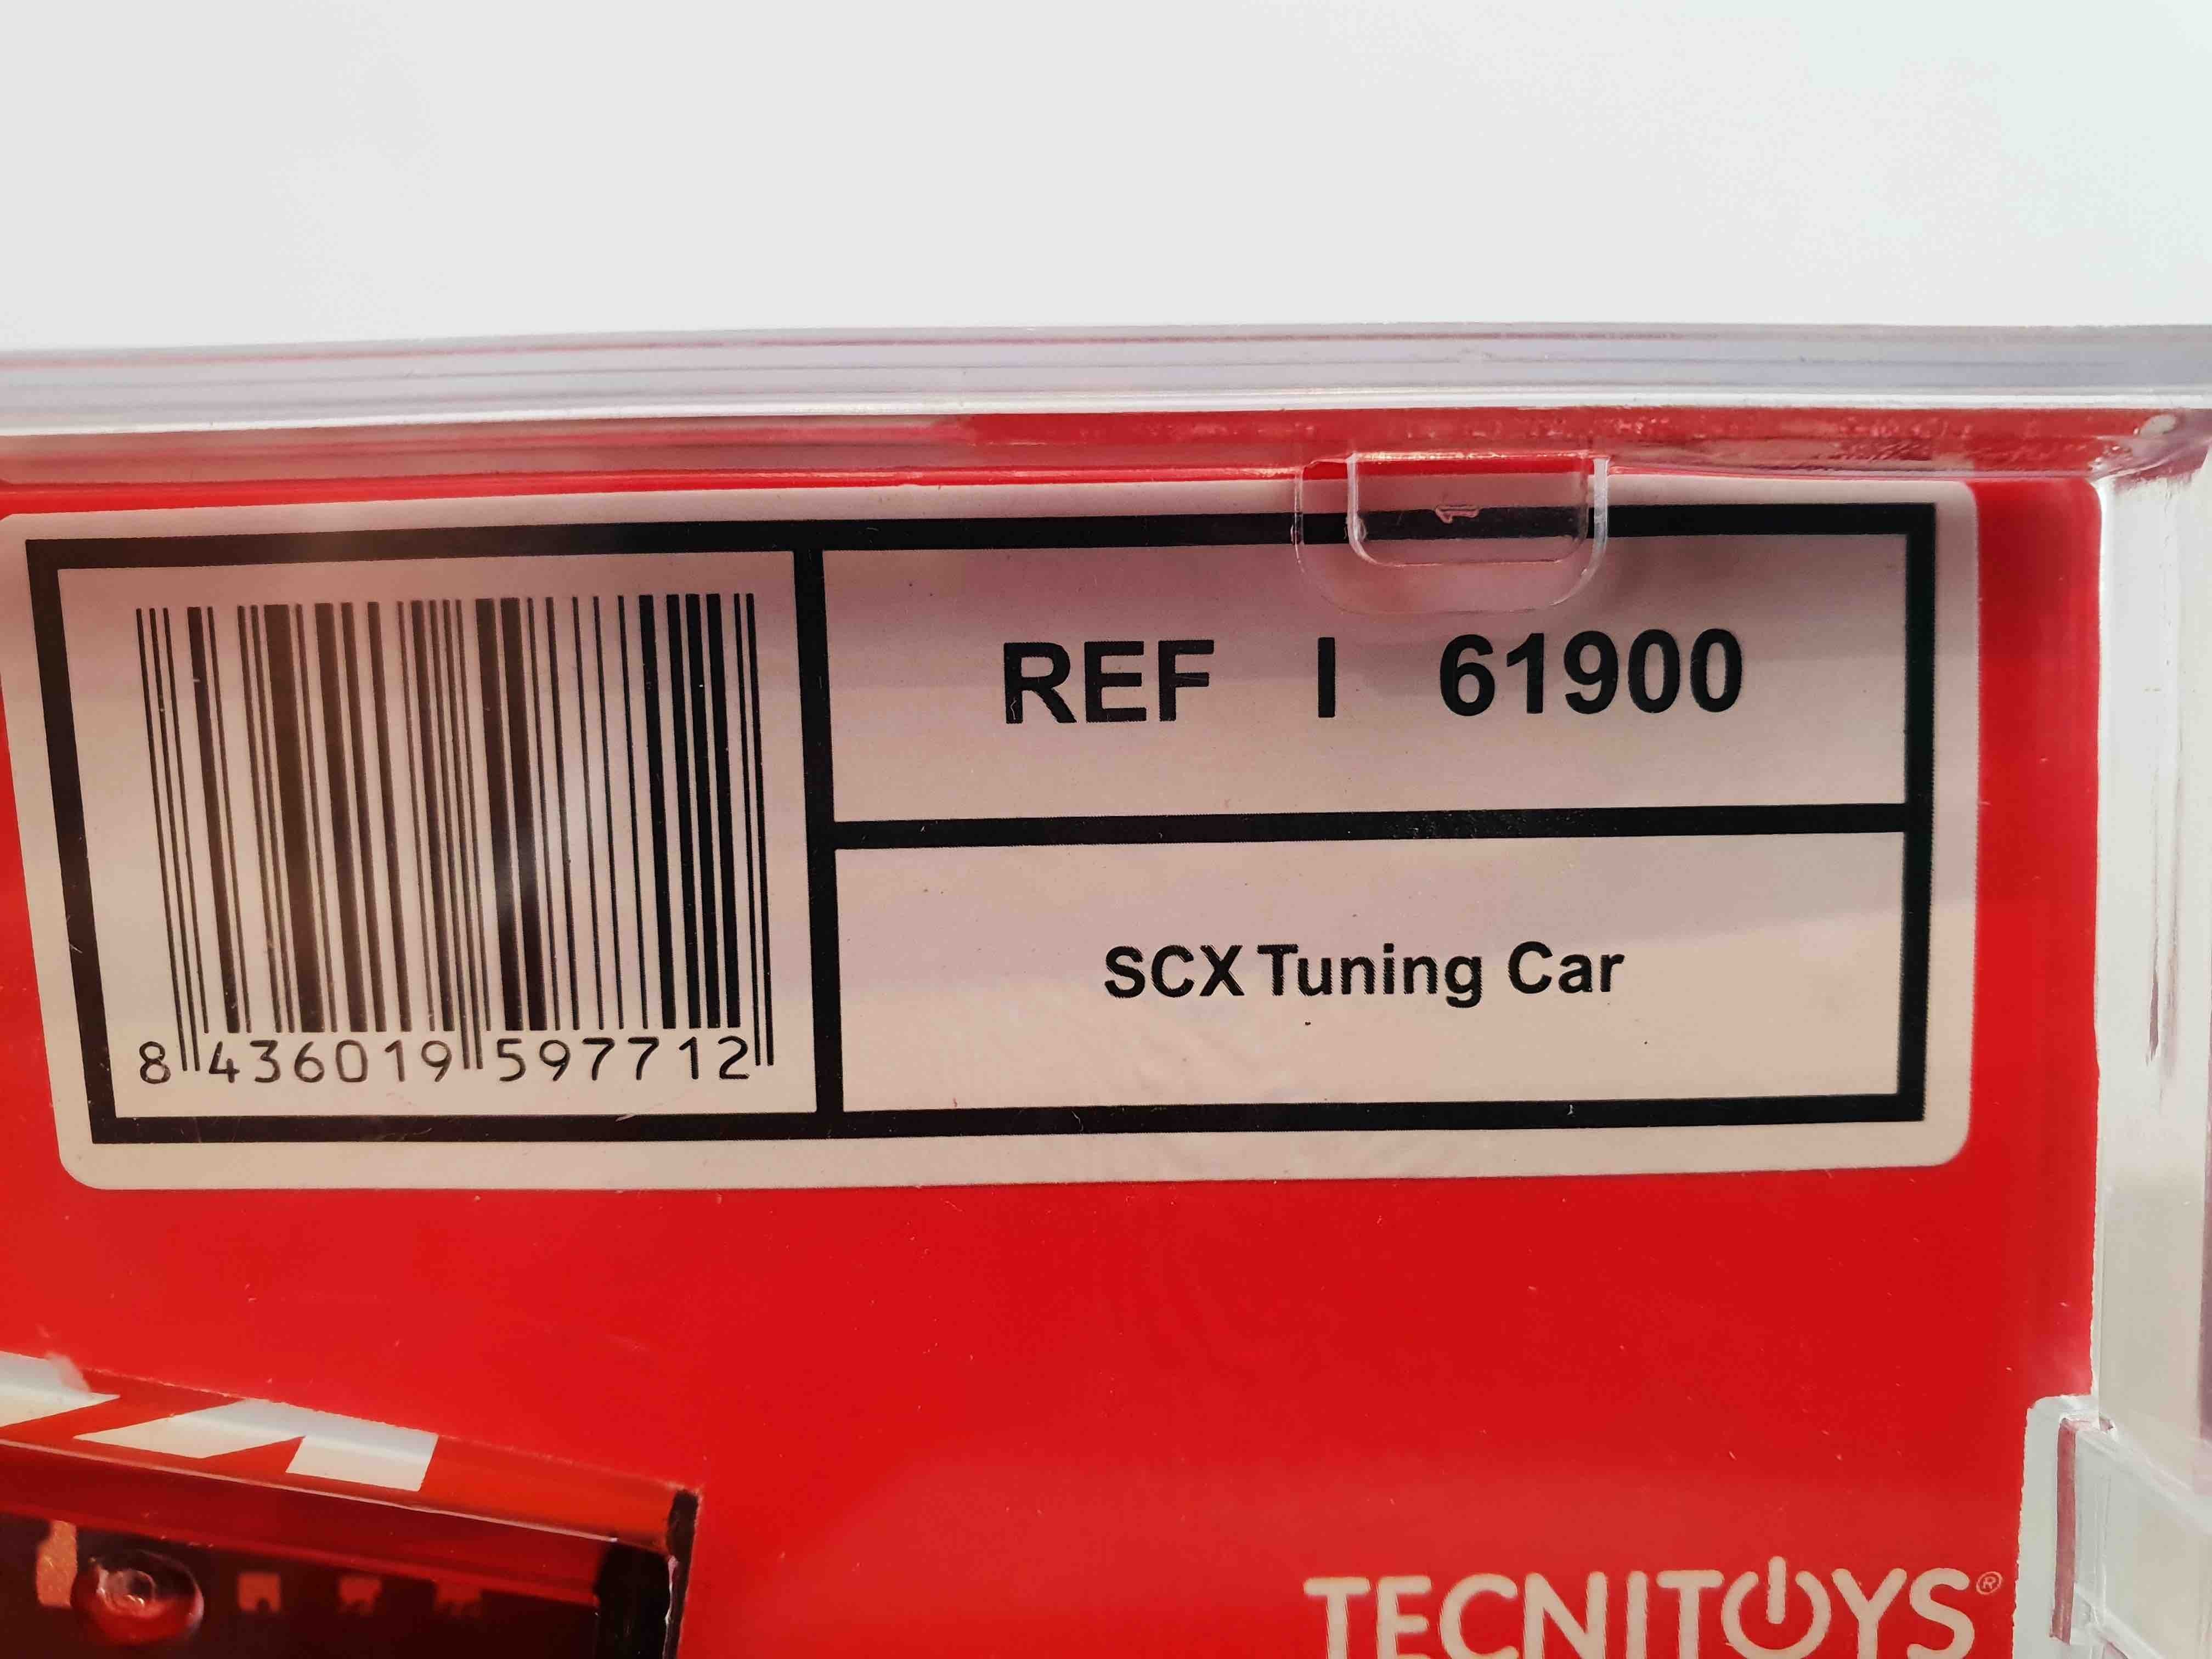 REF I 61900
8 436019 597712
SCX Tuning Car
TECNITOYS®